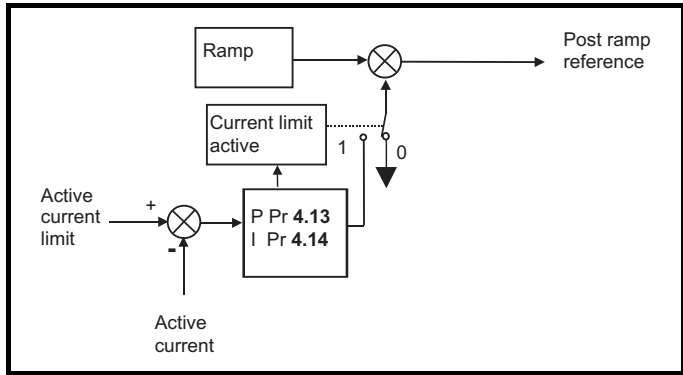 Ramp
Post ramp
reference
Current limit
active
1
0
Active
current
limit
+
-
P Pr 4.13
I Pr 4.14
Active
current